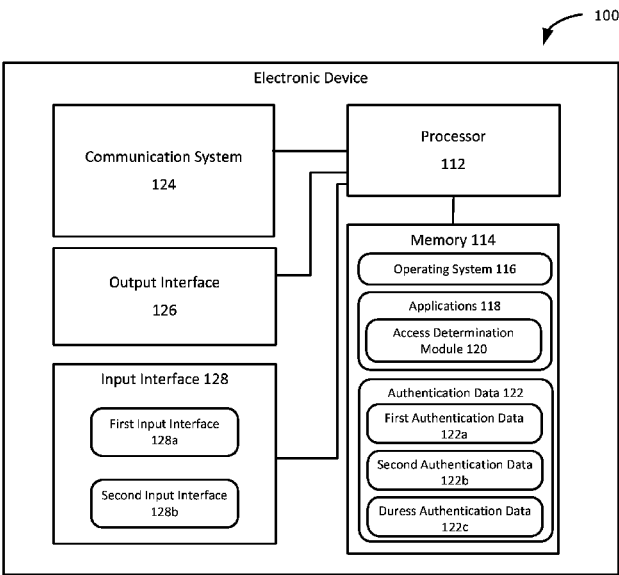 100
Electronic Device
Communication System
124
Processor
112
Output Interface
126
Memory 114
Operating System 116
Applications 118
Access Determination
Module 120
Input Interface 128
First Input Interface
128a
Second Input Interface
128b
Authentication Data 122
First Authentication Data
122a
Second Authentication Data
122b
Duress Authentication Data
122c